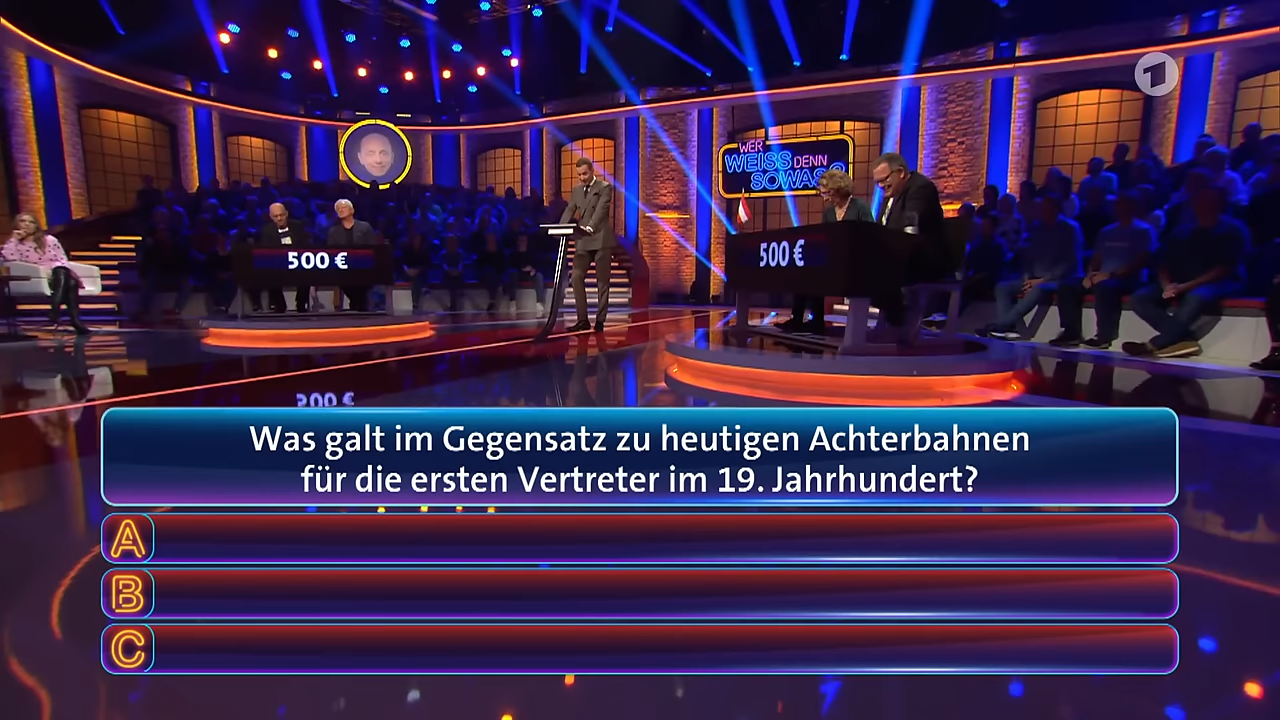 1
WER
WEISS DENN
SOWAS?
500 €
500 €
Was galt im Gegensatz zu heutigen Achterbahnen
für die ersten Vertreter im 19. Jahrhundert?
A
B
C